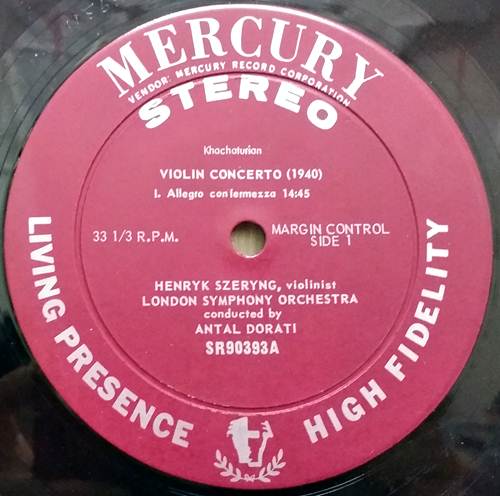 MERCURY
VENDOR: MERCURY RECORD CORPORATION
STEREO
Khachaturian
VIOLIN CONCERTO (1940)
I. Allegro con fermezza 14:45
33 1/3 R.P.M.
MARGIN CONTROL
SIDE 1
HENRYK SZERYNG, violinist
LONDON SYMPHONY ORCHESTRA
conducted by
ANTAL DORATI
SR90393A
LIVING PRESENCE
HIGH FIDELITY